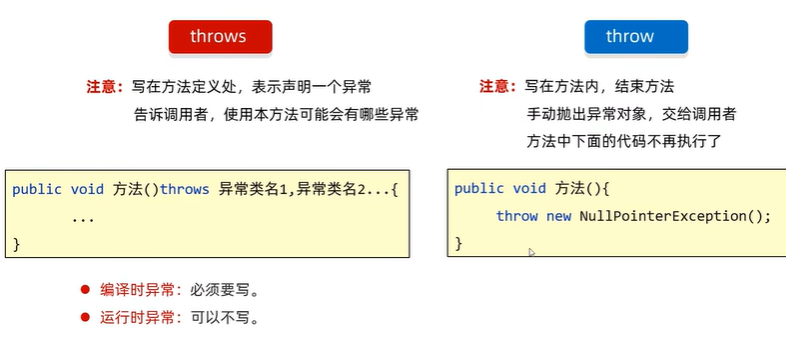 throws
注意：写在方法定义处，表示声明一个异常
告诉调用者，使用本方法可能会有哪些异常
public void 方法()throws 异常类名1,异常类名2...{
...
}
编译时异常：必须要写。
运行时异常：可以不写。
throw
注意：写在方法内，结束方法
手动抛出异常对象，交给调用者
方法中下面的代码不再执行了
public void 方法(){
throw new NullPointerException();
}